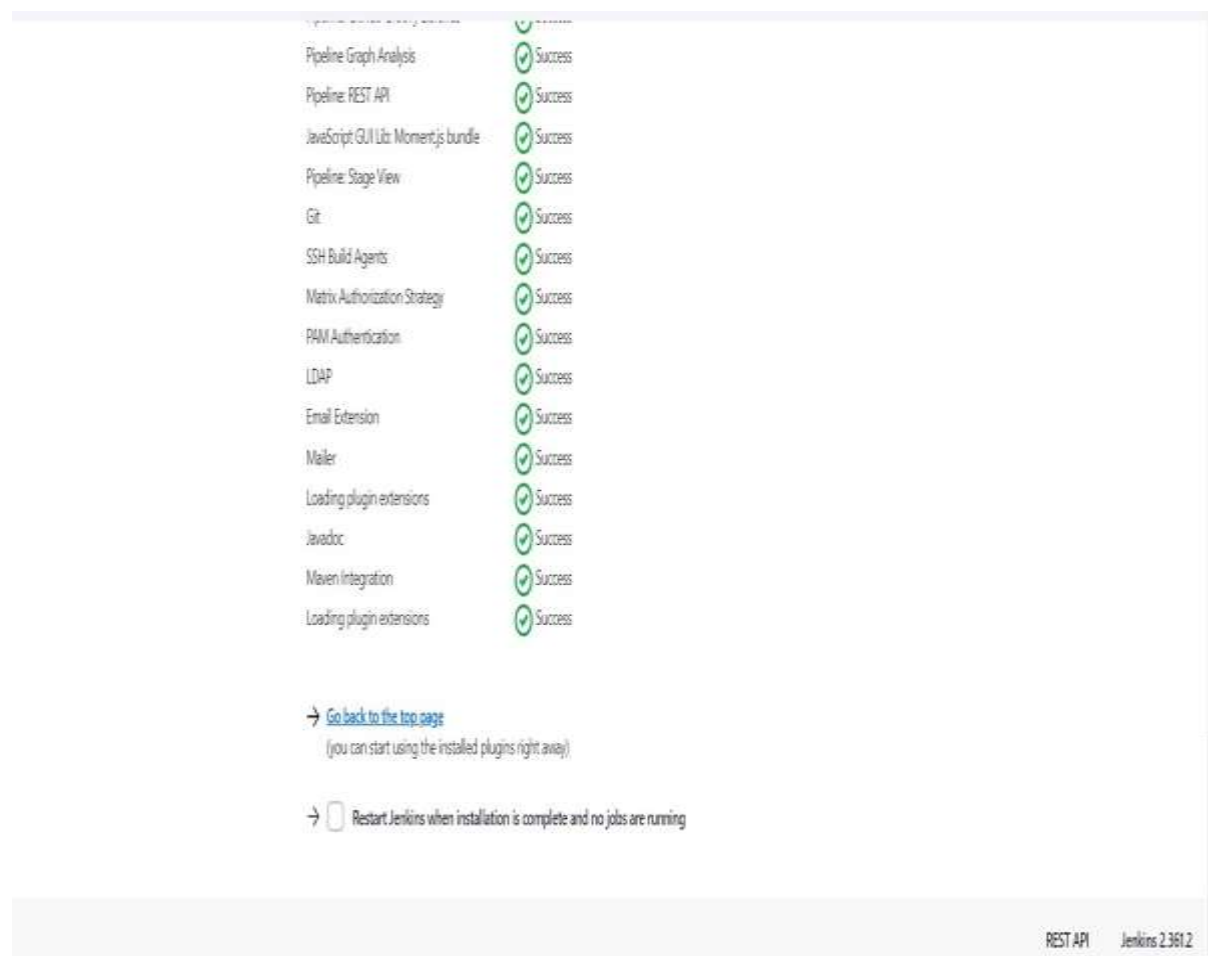 Pipeline Graph Analysis Success
Pipeline: REST API Success
JavaScript GUI Lib: Moment.js bundle Success
Pipeline: Stage View Success
Git Success
SSH Build Agents Success
Matrix Authorization Strategy Success
PAM Authentication Success
LDAP Success
Email Extension Success
Mailer Success
Loading plugin extensions Success
Javadoc Success
Maven Integration Success
Loading plugin extensions Success
→ Go back to the top page
(you can start using the installed plugins right away)
→ Restart Jenkins when installation is complete and no jobs are running
REST API Jenkins 2.361.2